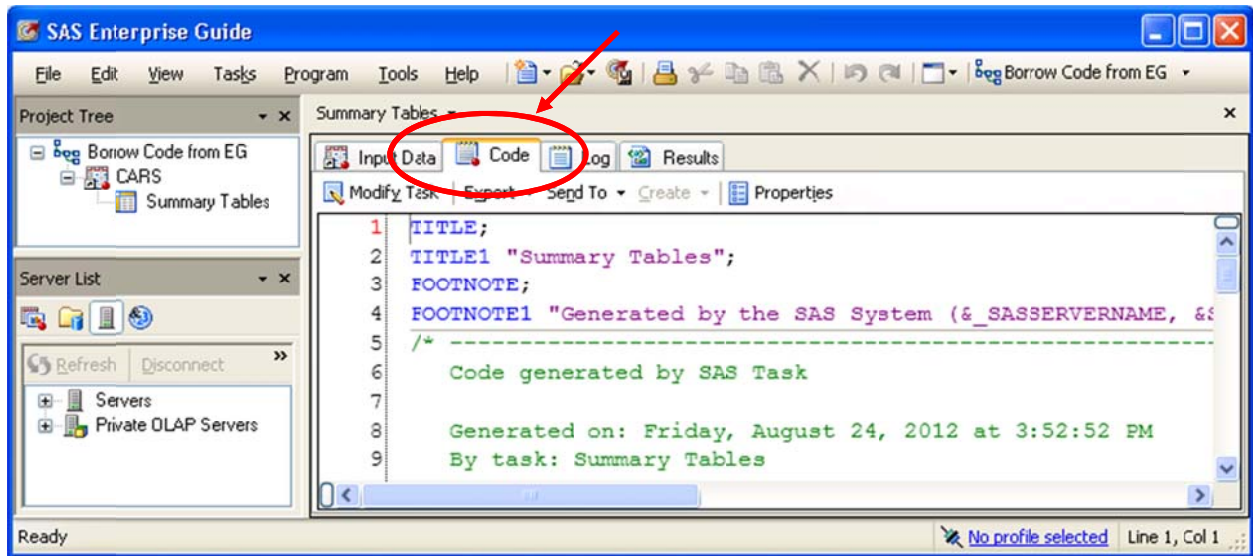 SAS Enterprise Guide
File Edit View Tasks Program Tools Help Borrow Code from EG
Project Tree
Borrow Code from EG
CARS
Summary Tables
Server List
Refresh Disconnect »
Servers
Private OLAP Servers
Summary Tables
Input Data Code Log Results
Modify Task Export Send To Create Properties
1 TITLE;
2 TITLE1 "Summary Tables";
3 FOOTNOTE;
4 FOOTNOTE1 "Generated by the SAS System (&_SASSERVERNAME, &S
5 /* ------------------------------------------------------
6 Code generated by SAS Task
7
8 Generated on: Friday, August 24, 2012 at 3:52:52 PM
9 By task: Summary Tables
Ready No profile selected Line 1, Col 1